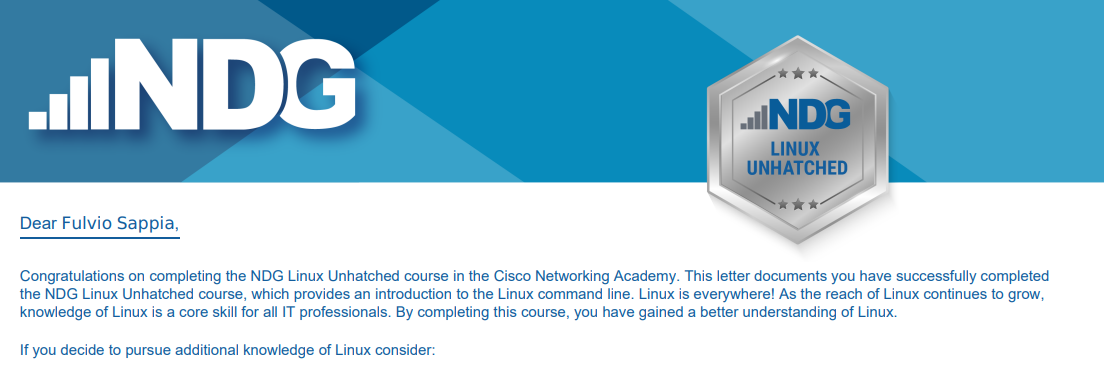 NDG
NDG
LINUX
UNHATCHED
Dear Fulvio Sappia,
Congratulations on completing the NDG Linux Unhatched course in the Cisco Networking Academy. This letter documents you have successfully completed
the NDG Linux Unhatched course, which provides an introduction to the Linux command line. Linux is everywhere! As the reach of Linux continues to grow,
knowledge of Linux is a core skill for all IT professionals. By completing this course, you have gained a better understanding of Linux.
If you decide to pursue additional knowledge of Linux consider: